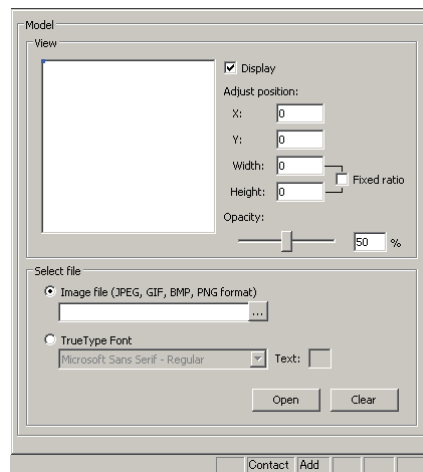 Model
View
Display
Adjust position:
X: 0
Y: 0
Width: 0
Height: 0
Fixed ratio
Opacity:
50 %
Select file
Image file (JPEG, GIF, BMP, PNG format)
...
TrueType Font
Microsoft Sans Serif - Regular
Text:
Open Clear
Contact Add